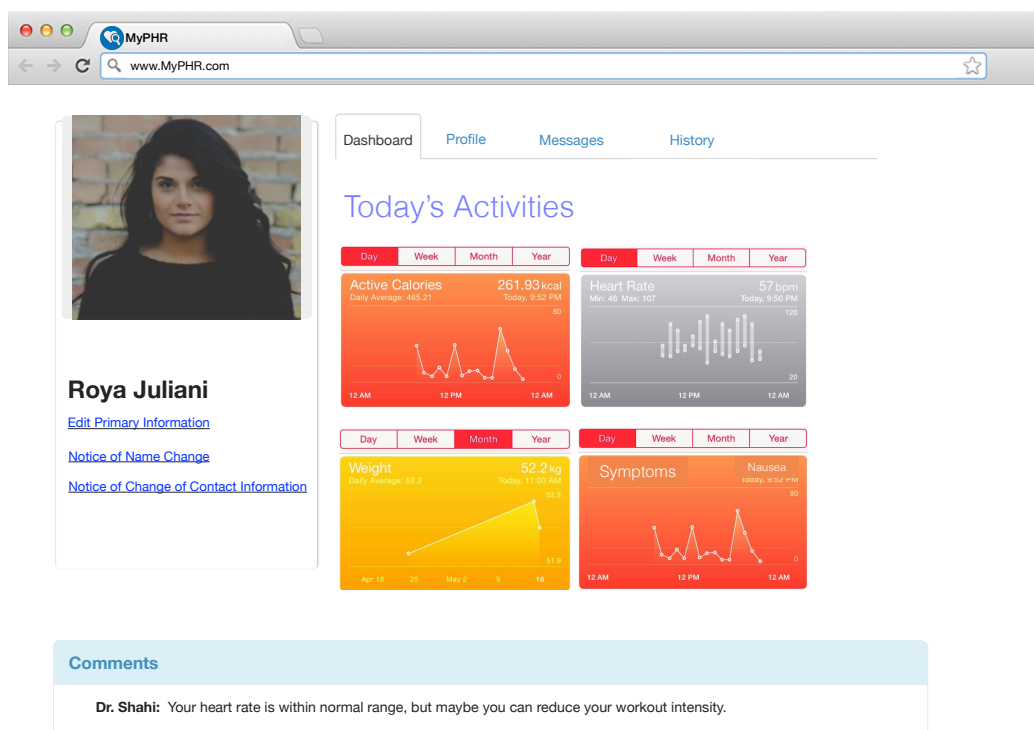 MyPHR
www.MyPHR.com
Dashboard Profile Messages History
Today's Activities
Day Week Month Year
Active Calories 261.93 kcal
Daily Average: 465.21 Today, 9:52 PM
80
0
12 AM 12 PM 12 AM
Day Week Month Year
Heart Rate 57 bpm
Min: 46 Max: 107 Today, 9:50 PM
120
20
12 AM 12 PM 12 AM
Roya Juliani
Edit Primary Information
Notice of Name Change
Notice of Change of Contact Information
Day Week Month Year
Weight 52.2 kg
Daily Average: 52.2 Today, 11:00 AM
52.5
51.9
Apr 18 25 May 2 9 16
Day Week Month Year
Symptoms Nausea
Today, 9:52 PM
80
0
12 AM 12 PM 12 AM
Comments
Dr. Shahi: Your heart rate is within normal range, but maybe you can reduce your workout intensity.